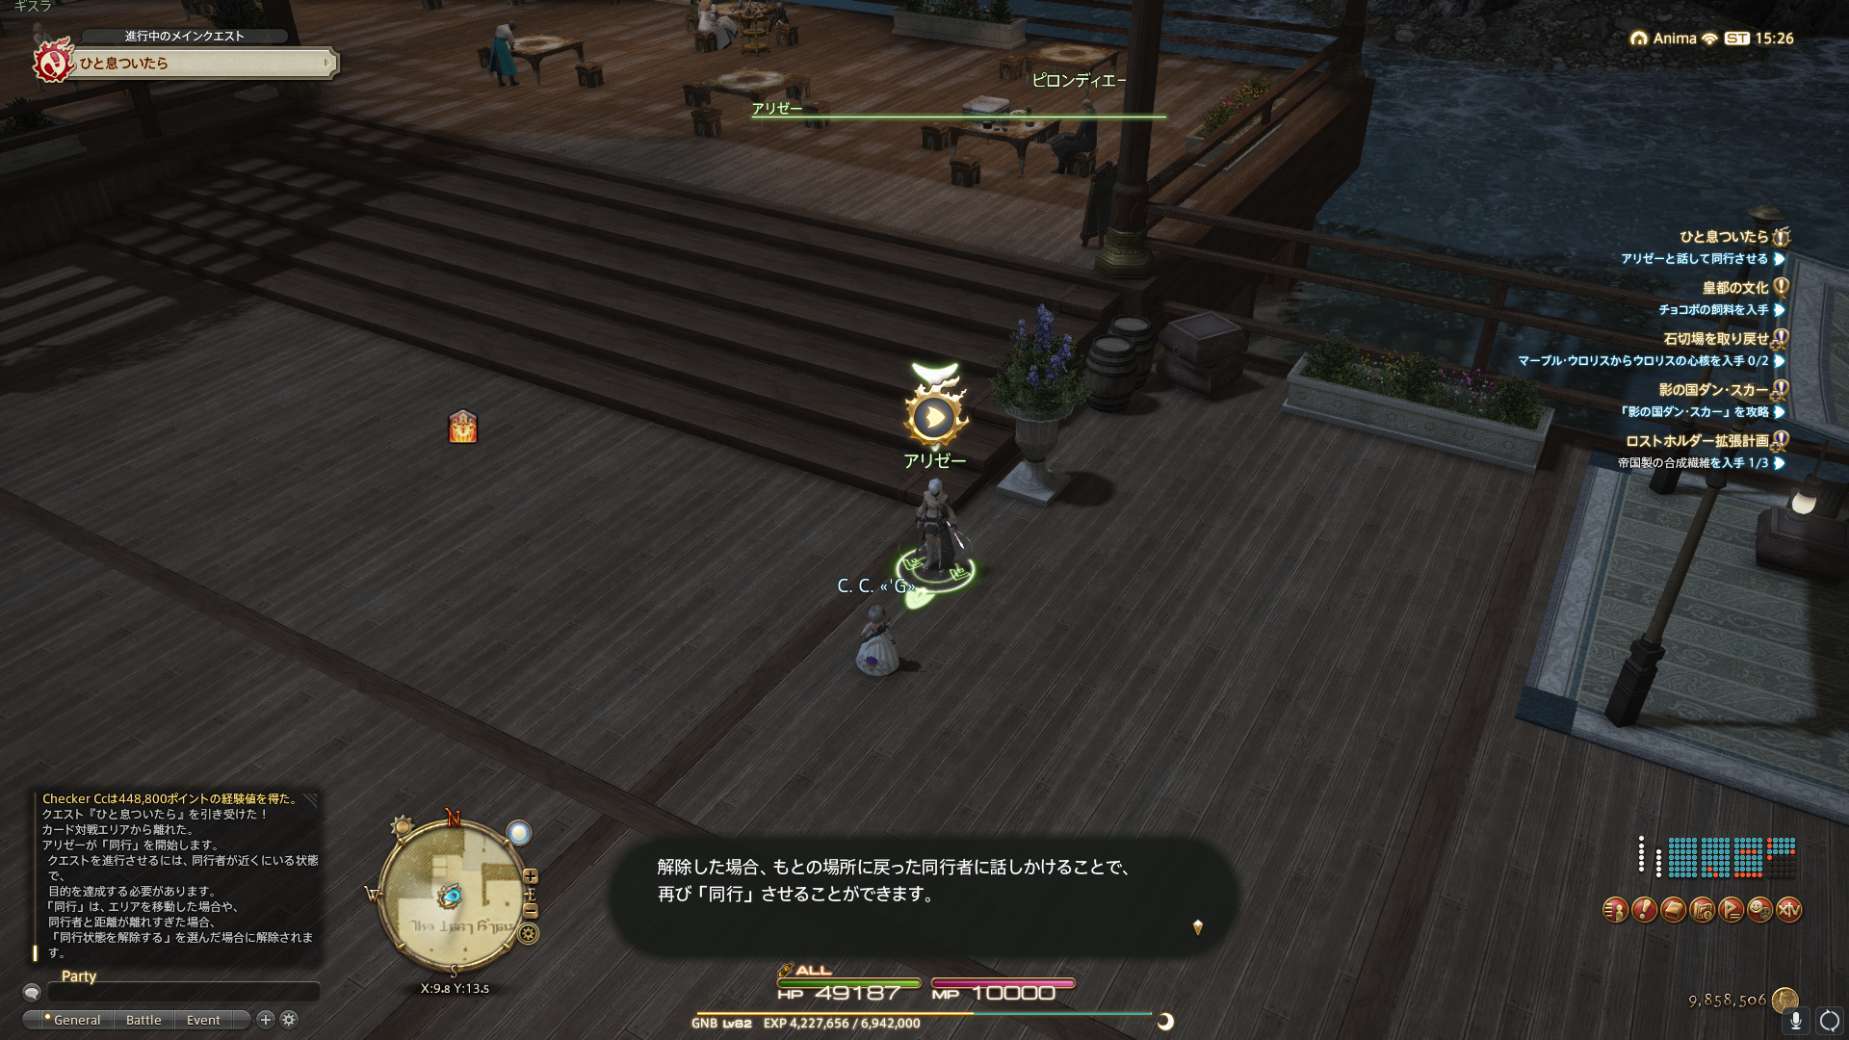 ギスラ
進行中のメインクエスト
ひと息ついたら
Anima ST 15:26
ピロンディエー
アリゼー
ひと息ついたら
アリゼーと話して同行させる
皇都の文化
チョコボの飼料を入手
石切場を取り戻せ
マーブル・ウロリスからウロリスの心核を入手 0/2
影の国ダン・スカー
「影の国ダン・スカー」を攻略
ロストホルダー拡張計画
帝国製の合成繊維を入手 1/3
アリゼー
C. C. «'G»
Checker Ccは448,800ポイントの経験値を得た。
クエスト『ひと息ついたら』を引き受けた！
カード対戦エリアから離れた。
アリゼーが「同行」を開始します。
クエストを進行させるには、同行者が近くにいる状態
で、
目的を達成する必要があります。
「同行」は、エリアを移動した場合や、
同行者と距離が離れすぎた場合、
「同行状態を解除する」を選んだ場合に解除されま
す。
Party
General Battle Event
N
W
E
S
X:9.8 Y:13.5
解除した場合、もとの場所に戻った同行者に話しかけることで、
再び「同行」させることができます。
ALL
HP 49187 MP 10000
GNB Lv82 EXP 4,227,656 / 6,942,000
XIV
9,858,506